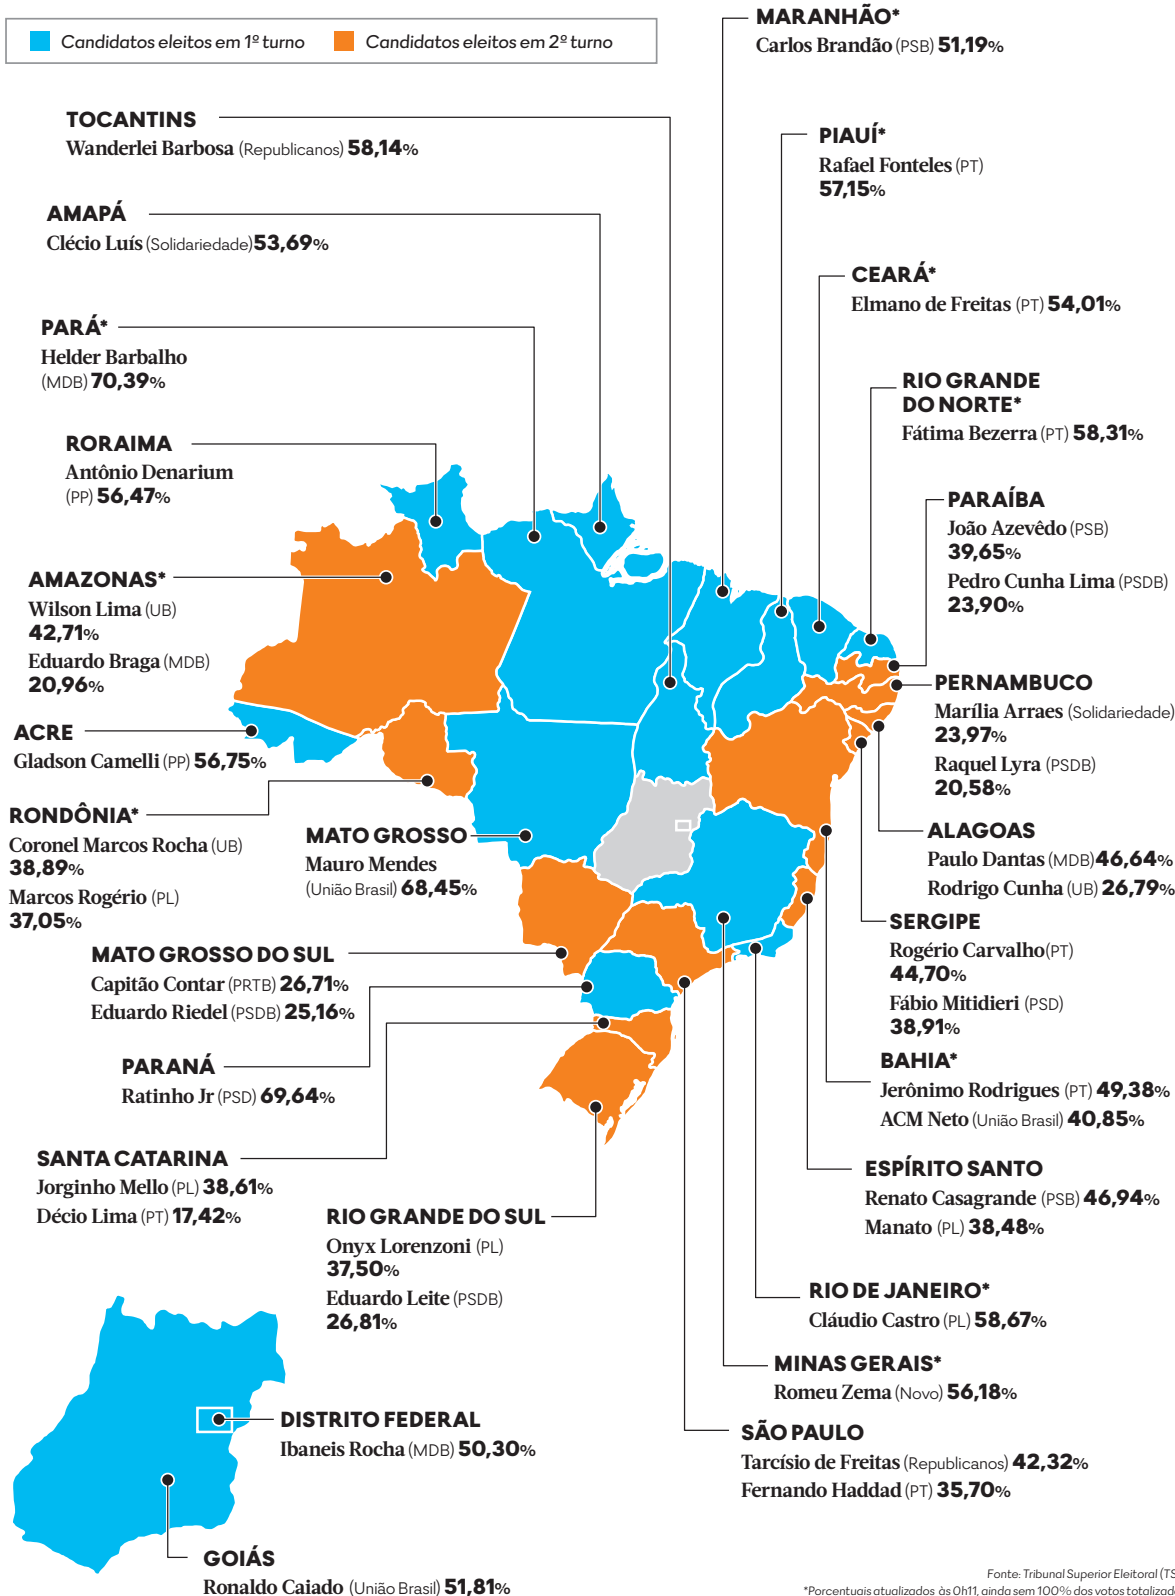 Candidatos eleitos em 1º turno
Candidatos eleitos em 2º turno
MARANHÃO*
Carlos Brandão (PSB) 51,19%
TOCANTINS
Wanderlei Barbosa (Republicanos) 58,14%
PIAUÍ*
Rafael Fonteles (PT)
57,15%
AMAPÁ
Clécio Luís (Solidariedade) 53,69%
CEARÁ*
Elmano de Freitas (PT) 54,01%
PARÁ*
Helder Barbalho
(MDB) 70,39%
RIO GRANDE
DO NORTE*
Fátima Bezerra (PT) 58,31%
RORAIMA
Antônio Denarium
(PP) 56,47%
PARAÍBA
João Azevêdo (PSB)
39,65%
Pedro Cunha Lima (PSDB)
23,90%
AMAZONAS*
Wilson Lima (UB)
42,71%
Eduardo Braga (MDB)
20,96%
PERNAMBUCO
Marília Arraes (Solidariedade)
23,97%
Raquel Lyra (PSDB)
20,58%
ACRE
Gladson Camelli (PP) 56,75%
RONDÔNIA*
Coronel Marcos Rocha (UB)
38,89%
Marcos Rogério (PL)
37,05%
MATO GROSSO
Mauro Mendes
(União Brasil) 68,45%
ALAGOAS
Paulo Dantas (MDB) 46,64%
Rodrigo Cunha (UB) 26,79%
SERGIPE
Rogério Carvalho (PT)
44,70%
Fábio Mitidieri (PSD)
38,91%
MATO GROSSO DO SUL
Capitão Contar (PRTB) 26,71%
Eduardo Riedel (PSDB) 25,16%
PARANÁ
Ratinho Jr (PSD) 69,64%
BAHIA*
Jerônimo Rodrigues (PT) 49,38%
ACM Neto (União Brasil) 40,85%
SANTA CATARINA
Jorginho Mello (PL) 38,61%
Décio Lima (PT) 17,42%
ESPÍRITO SANTO
Renato Casagrande (PSB) 46,94%
Manato (PL) 38,48%
RIO GRANDE DO SUL
Onyx Lorenzoni (PL)
37,50%
Eduardo Leite (PSDB)
26,81%
RIO DE JANEIRO*
Cláudio Castro (PL) 58,67%
MINAS GERAIS*
Romeu Zema (Novo) 56,18%
DISTRITO FEDERAL
Ibaneis Rocha (MDB) 50,30%
SÃO PAULO
Tarcísio de Freitas (Republicanos) 42,32%
Fernando Haddad (PT) 35,70%
GOIÁS
Ronaldo Caiado (União Brasil) 51,81%
Fonte: Tribunal Superior Eleitoral (TS
*Porcentuais atualizados às 0h11, ainda sem 100% dos votos totalizad